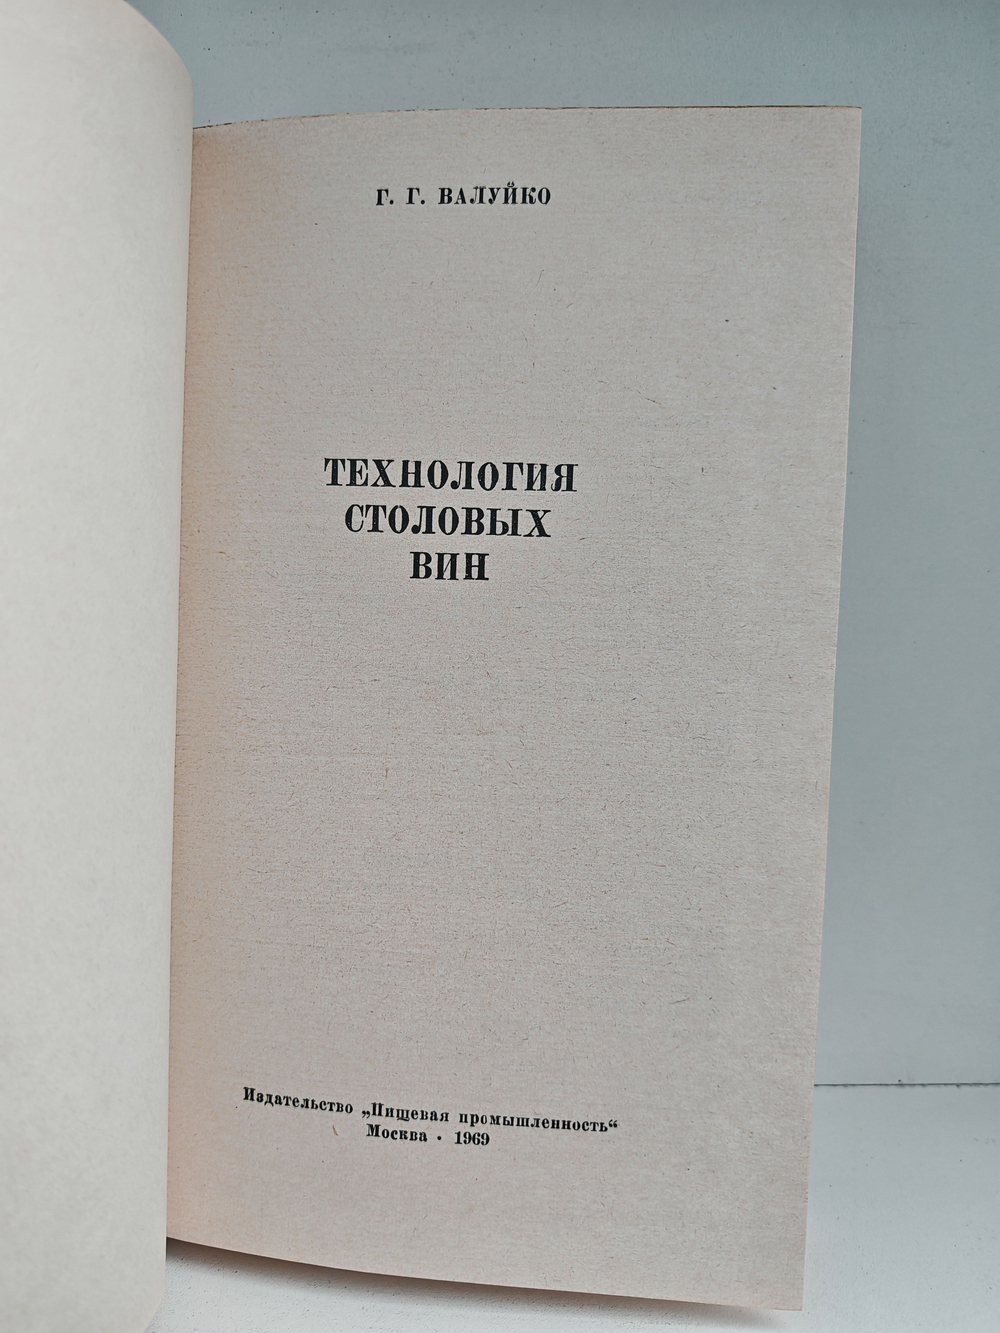 Г. Г. ВАЛУЙКО
ТЕХНОЛОГИЯ
СТОЛОВЫХ
ВИН
Издательство „Пищевая промышленность“
Москва · 1969